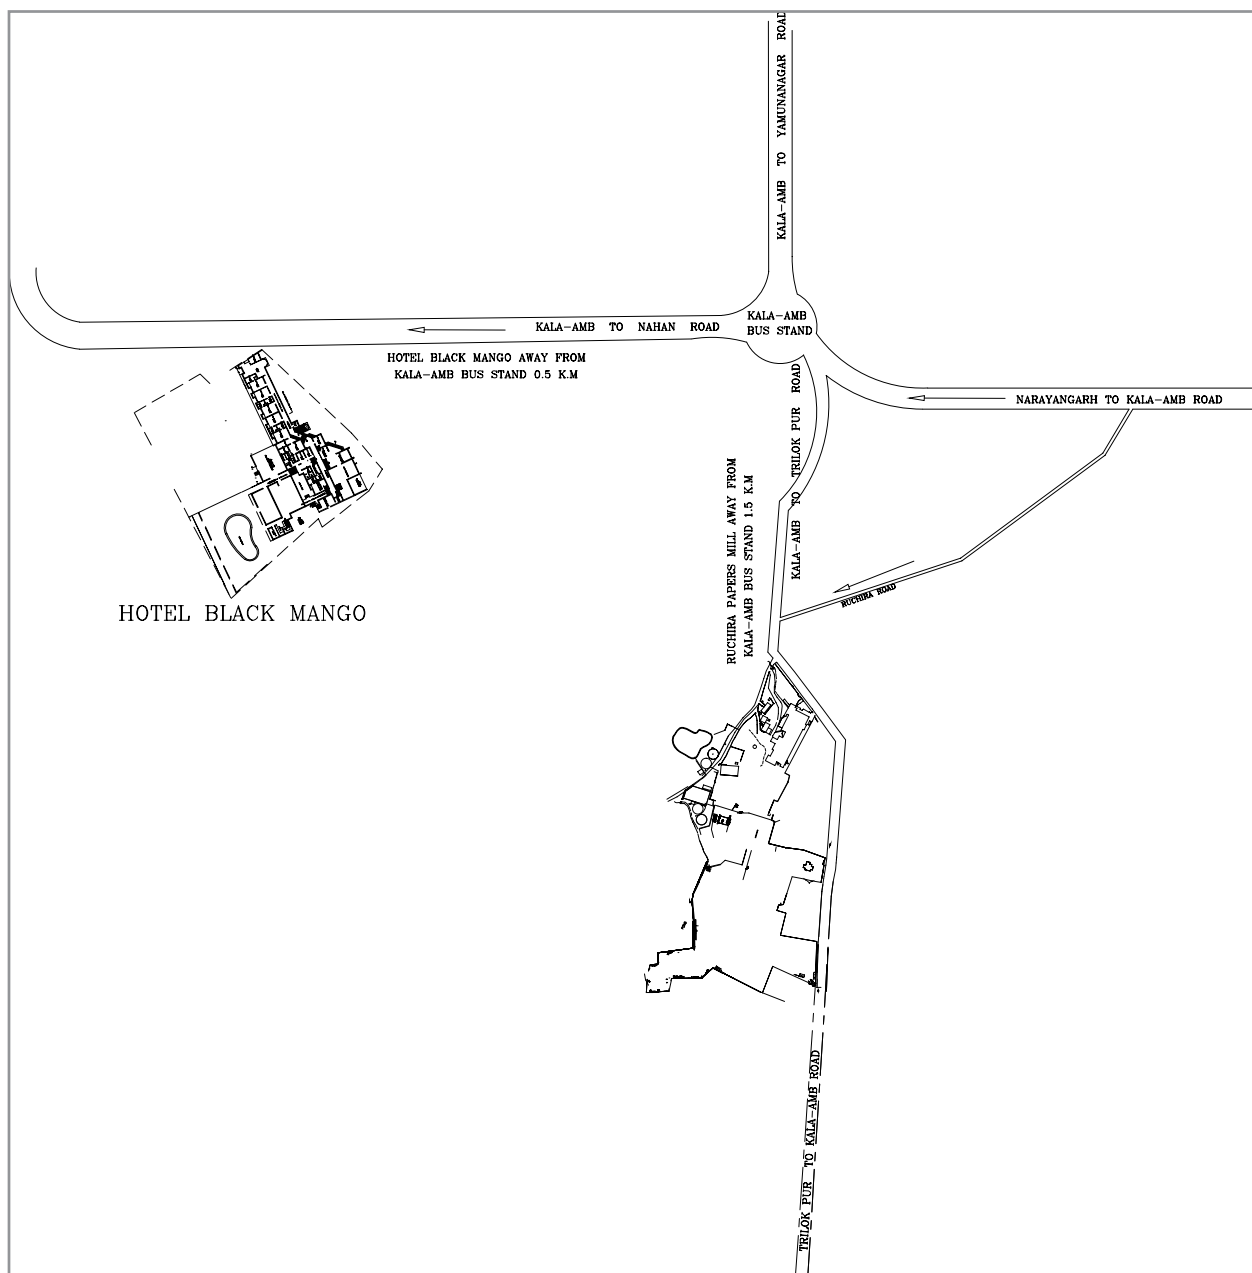 KALA-AMB TO YAMUNANAGAR ROAD
KALA-AMB
BUS STAND
KALA-AMB TO NAHAN ROAD
HOTEL BLACK MANGO AWAY FROM
KALA-AMB BUS STAND 0.5 K.M
NARAYANGARH TO KALA-AMB ROAD
KALA-AMB TO TRILOK PUR ROAD
RUCHIRA PAPERS MILL AWAY FROM
KALA-AMB BUS STAND 1.5 K.M
RUCHIRA ROAD
HOTEL BLACK MANGO
TRILOK PUR TO KALA-AMB ROAD